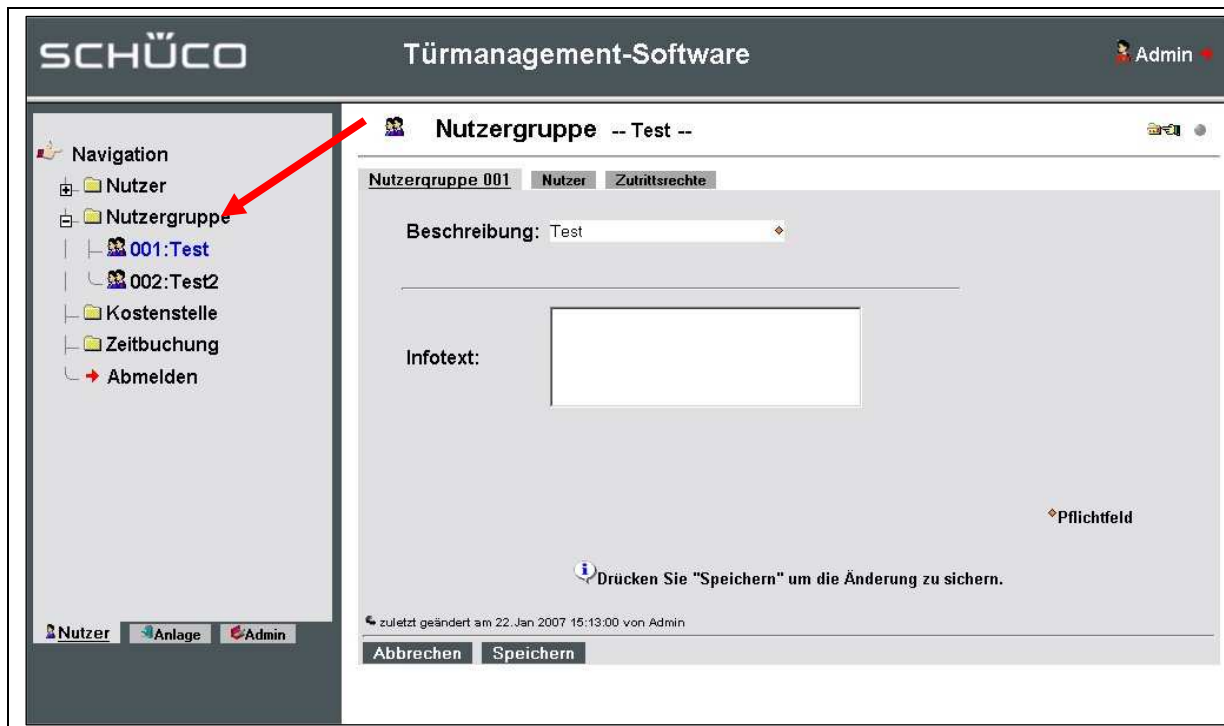 SCHÜCO
Türmanagement-Software
Admin
Navigation
Nutzer
Nutzergruppe
001:Test
002:Test2
Kostenstelle
Zeitbuchung
Abmelden
Nutzer Anlage Admin
Nutzergruppe -- Test --
Nutzergruppe 001 Nutzer Zutrittsrechte
Beschreibung: Test
Infotext:
Pflichtfeld
Drücken Sie "Speichern" um die Änderung zu sichern.
zuletzt geändert am 22.Jan 2007 15:13:00 von Admin
Abbrechen Speichern